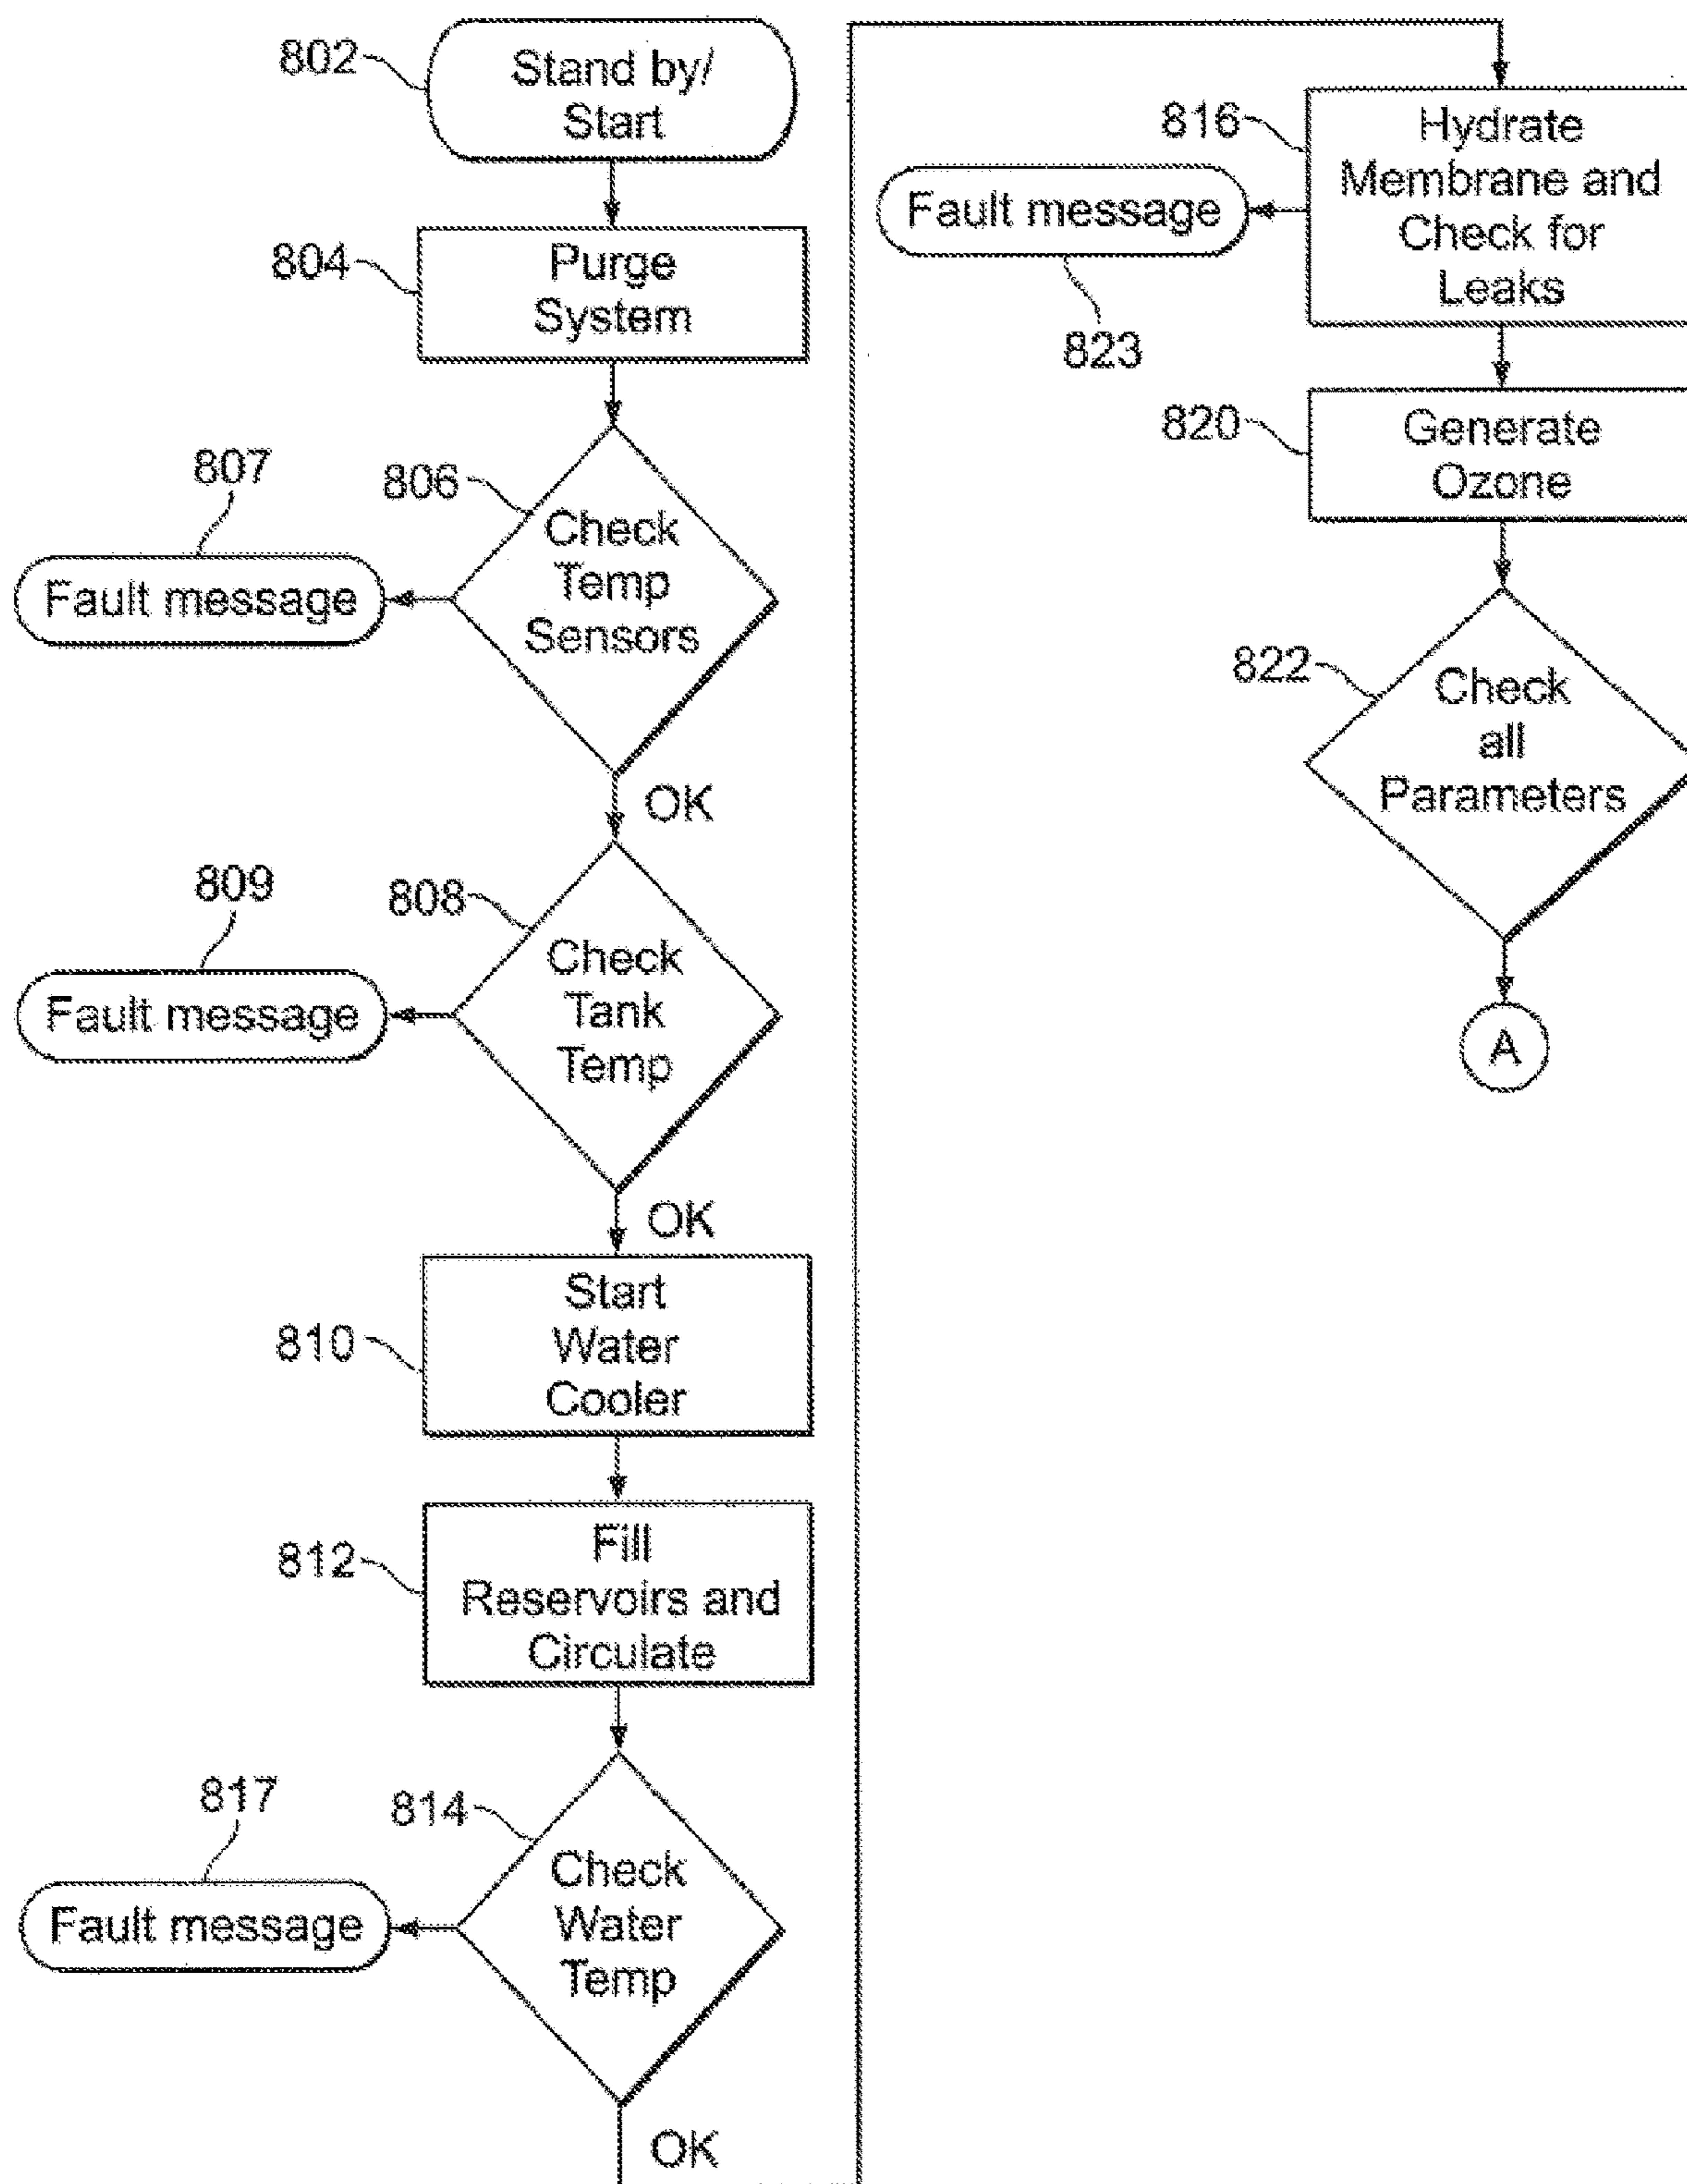 802
Stand by/
Start
804
Purge
System
807
806
Check
Temp
Sensors
Fault message
OK
809
808
Check
Tank
Temp
Fault message
OK
810
Start
Water
Cooler
812
Fill
Reservoirs and
Circulate
817
814
Check
Water
Temp
Fault message
OK
816
Hydrate
Membrane and
Check for
Leaks
Fault message
823
820
Generate
Ozone
822
Check
all
Parameters
A